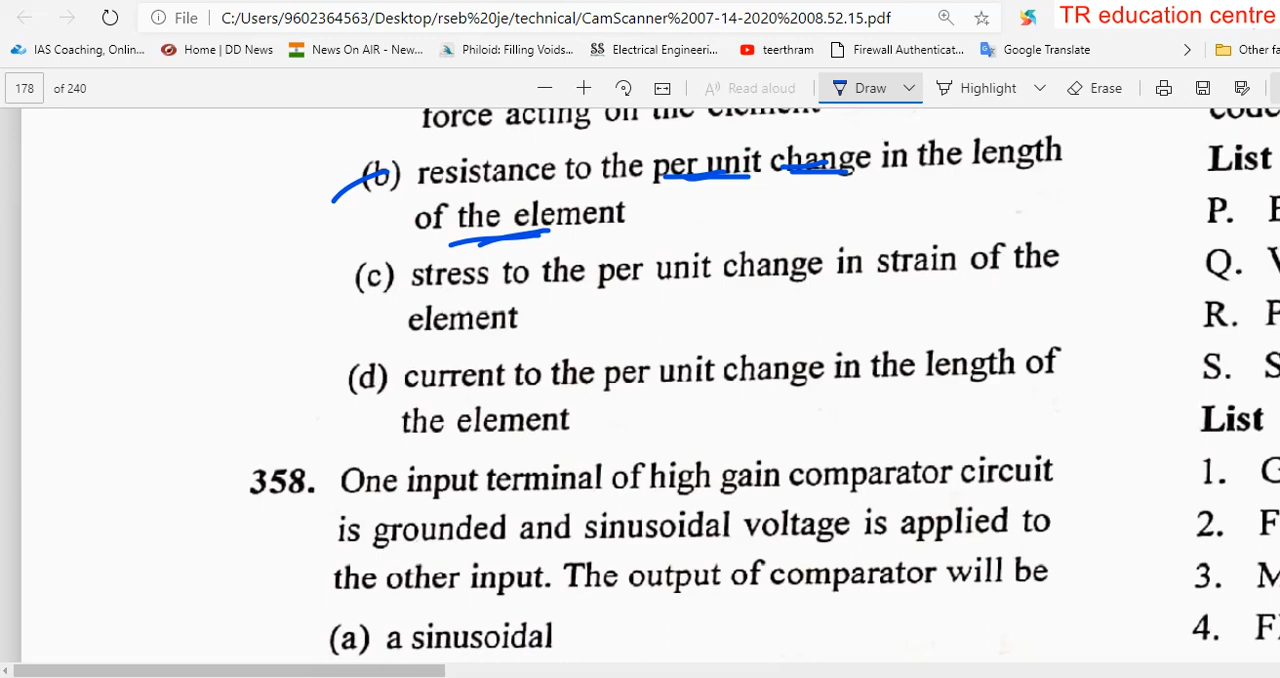 File C:/Users/9602364563/Desktop/rseb%20je/technical/CamScanner%2007-14-2020%2008.52.15.pdf
TR education centre
IAS Coaching, Onlin... Home | DD News News On AIR - New... Philoid: Filling Voids... Electrical Engineeri... teerthram Firewall Authenticat... Google Translate Other fa
178 of 240 Read aloud Draw Highlight Erase
force acting on the element
(b) resistance to the per unit change in the length
of the element
(c) stress to the per unit change in strain of the
element
(d) current to the per unit change in the length of
the element
358. One input terminal of high gain comparator circuit
is grounded and sinusoidal voltage is applied to
the other input. The output of comparator will be
(a) a sinusoidal
List
P.
Q.
R.
S.
List
1.
2.
3.
4.